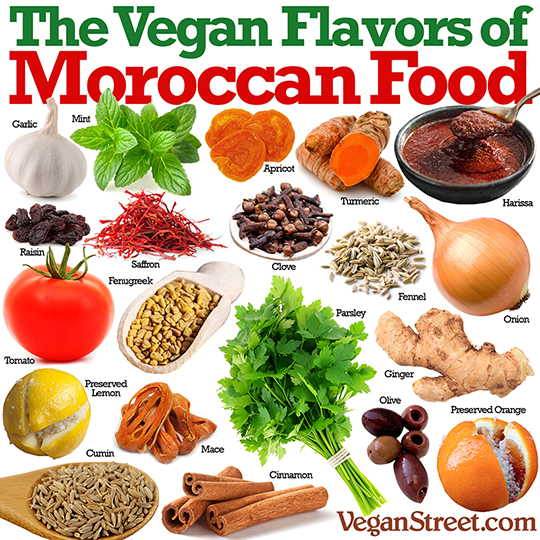 The Vegan Flavors of
Moroccan Food
Garlic
Mint
Apricot
Turmeric
Harissa
Raisin
Saffron
Clove
Fennel
Onion
Tomato
Fenugreek
Parsley
Ginger
Preserved
Lemon
Mace
Olive
Preserved Orange
Cumin
Cinnamon
VeganStreet.com